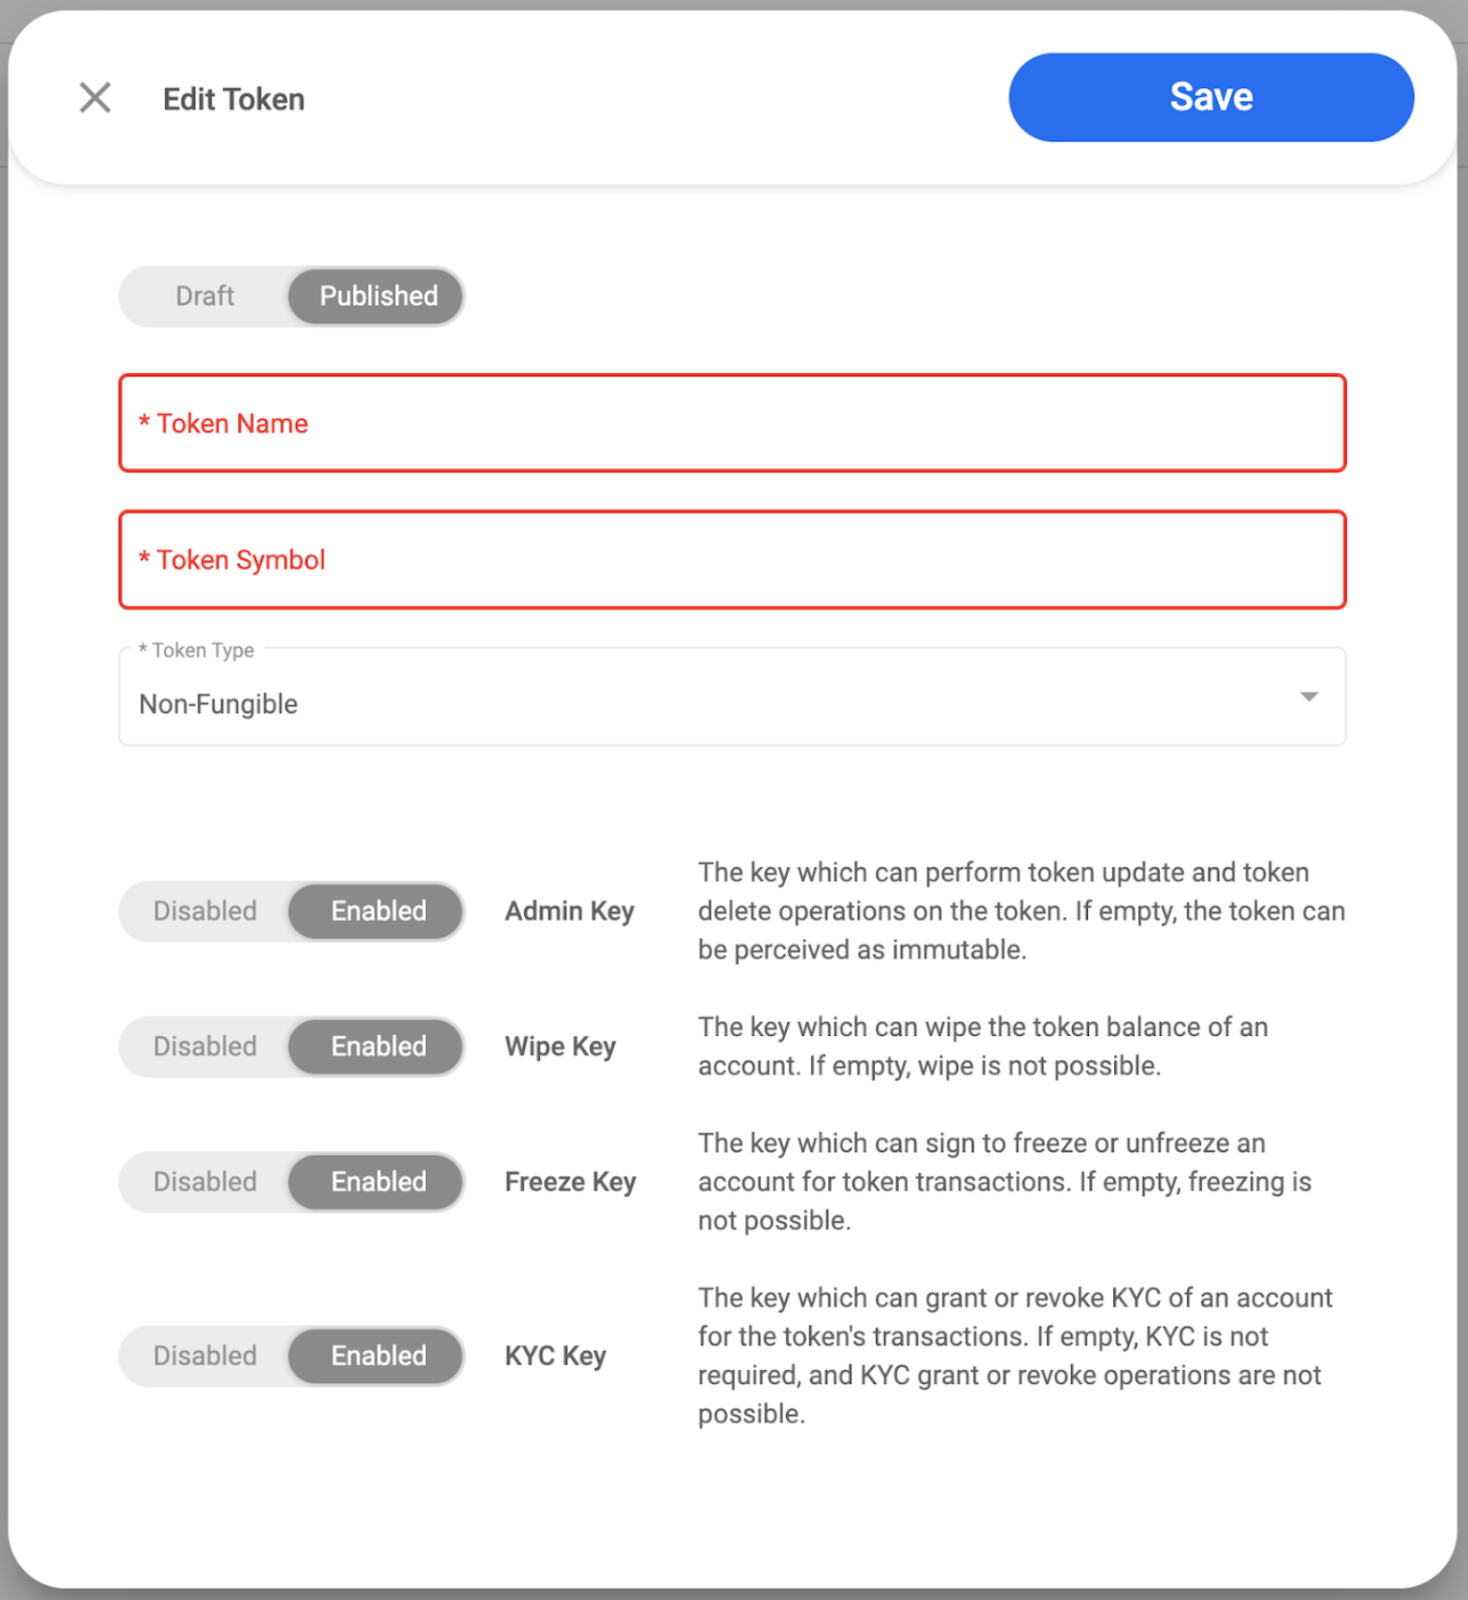 Edit Token
Save
Draft
Published
* Token Name
* Token Symbol
* Token Type
Non-Fungible
Disabled
Enabled
Admin Key
The key which can perform token update and token
delete operations on the token. If empty, the token can
be perceived as immutable.
Disabled
Enabled
Wipe Key
The key which can wipe the token balance of an
account. If empty, wipe is not possible.
Disabled
Enabled
Freeze Key
The key which can sign to freeze or unfreeze an
account for token transactions. If empty, freezing is
not possible.
Disabled
Enabled
KYC Key
The key which can grant or revoke KYC of an account
for the token's transactions. If empty, KYC is not
required, and KYC grant or revoke operations are not
possible.